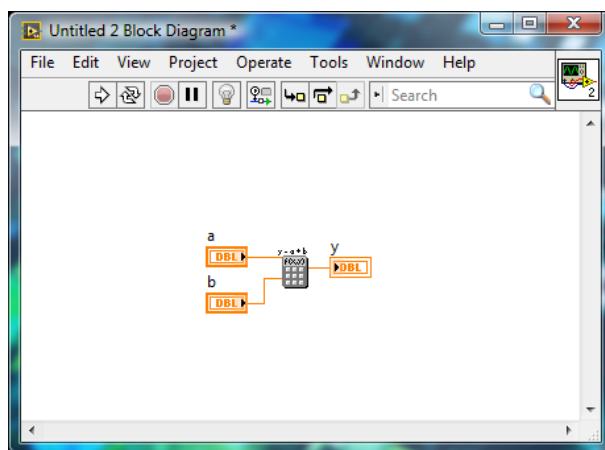 Untitled 2 Block Diagram *
File Edit View Project Operate Tools Window Help
Search
2
a
DBL
y=a+b
F(x,y)
y
DBL
b
DBL